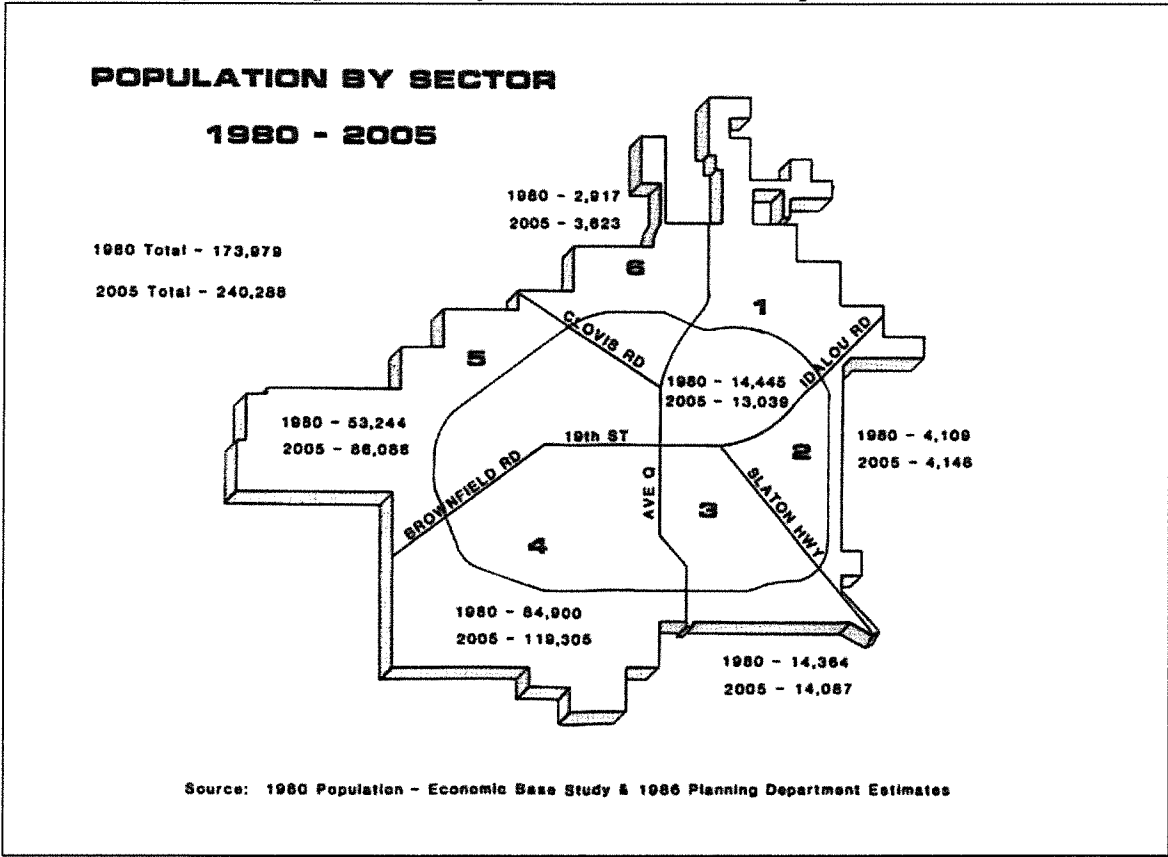 POPULATION BY SECTOR
1980 - 2005
1980 - 2,917
2005 - 3,623
1980 Total - 173,979
2005 Total - 240,288
6
1
CLOVIS RD
IDALOU RD
5
1980 - 14,445
2005 - 13,039
1980 - 53,244
2005 - 86,086
19th ST
2
1980 - 4,109
2005 - 4,148
BROWNFIELD RD
AVE Q
3
SLATON HWY
4
1980 - 84,900
2005 - 119,305
1980 - 14,364
2005 - 14,087
Source: 1980 Population - Economic Base Study & 1986 Planning Department Estimates